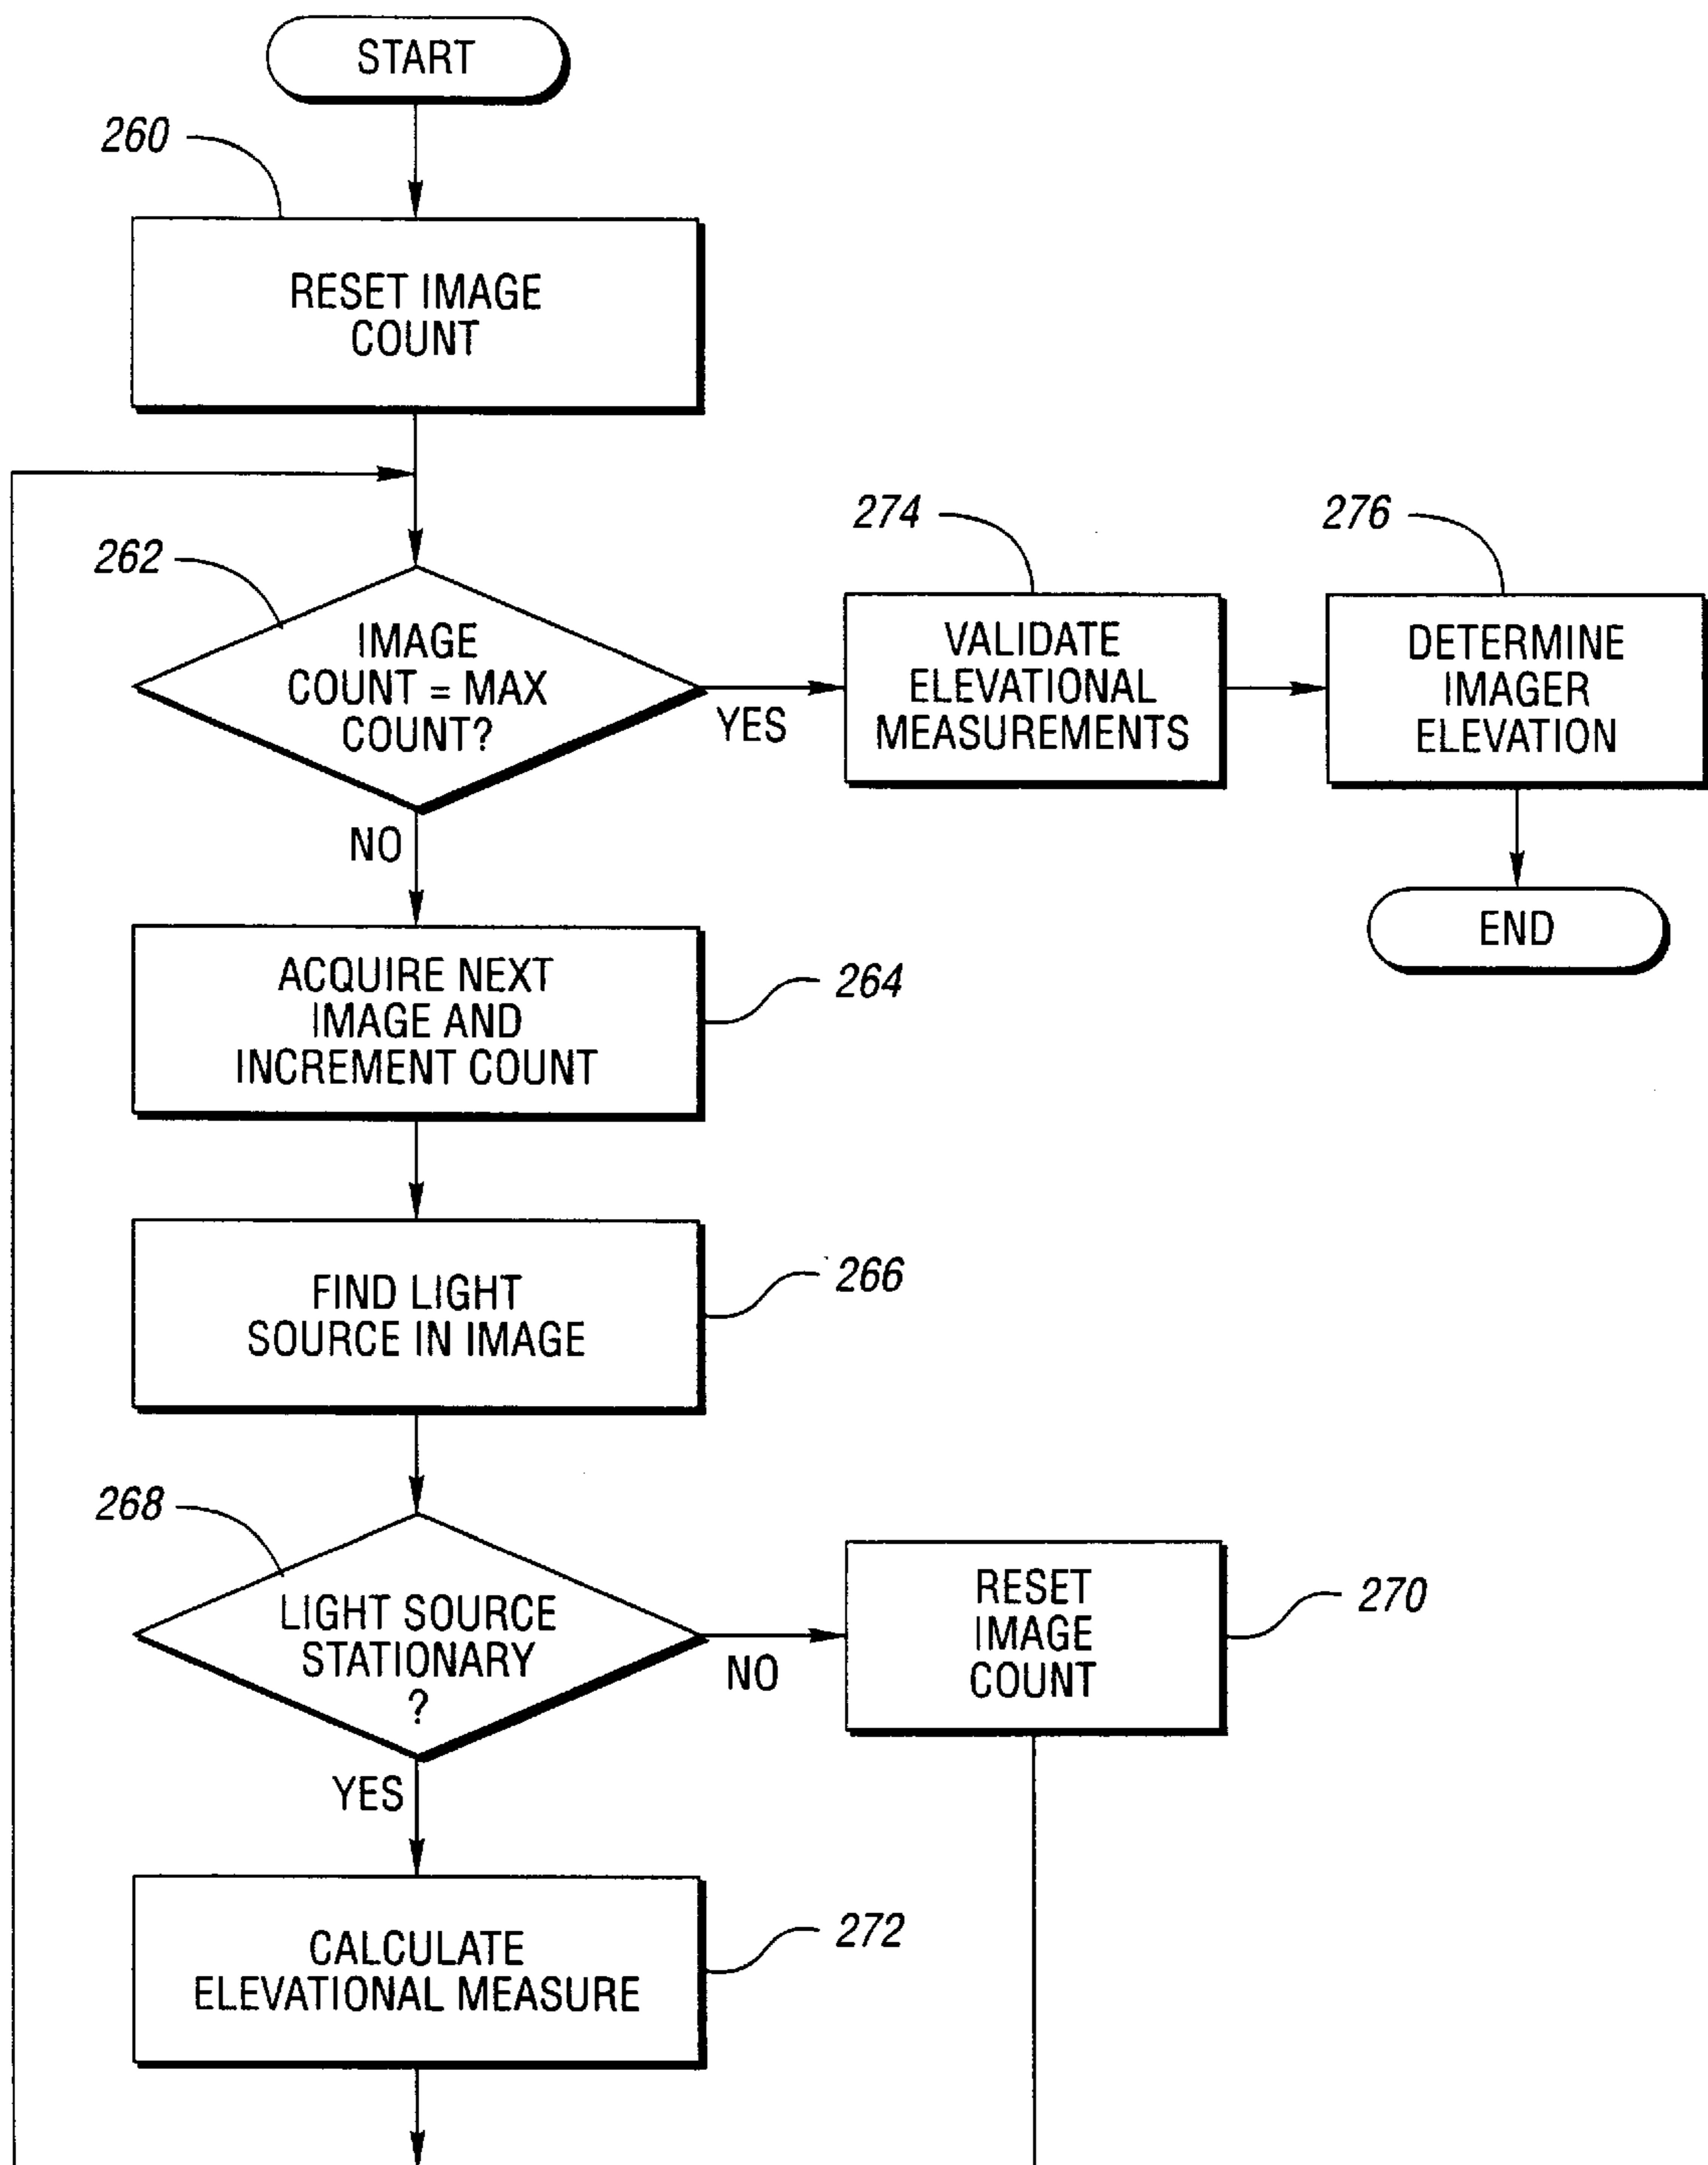 START
260
RESET IMAGE
COUNT
262
IMAGE
COUNT = MAX
COUNT?
YES
NO
274
VALIDATE
ELEVATIONAL
MEASUREMENTS
276
DETERMINE
IMAGER
ELEVATION
END
ACQUIRE NEXT
IMAGE AND
INCREMENT COUNT
264
FIND LIGHT
SOURCE IN IMAGE
266
268
LIGHT SOURCE
STATIONARY
?
NO
YES
RESET
IMAGE
COUNT
270
CALCULATE
ELEVATIONAL MEASURE
272